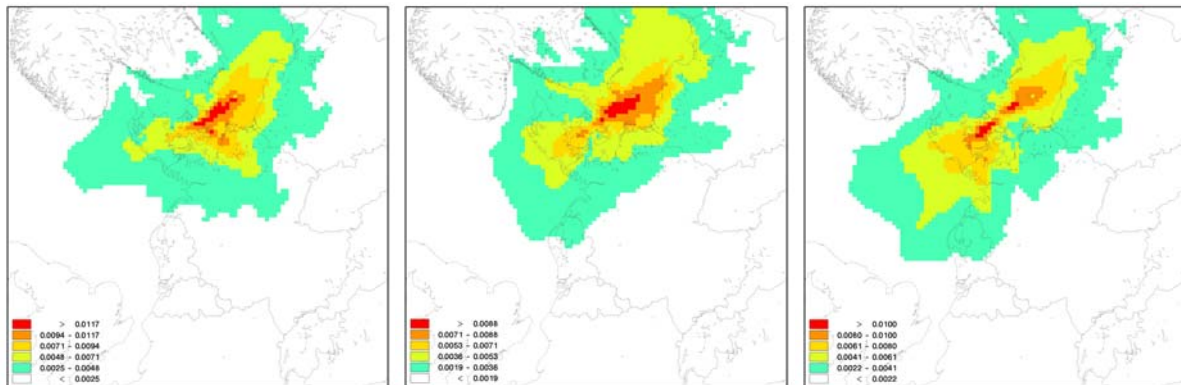 > 0.0117
0.0094 - 0.0117
0.0071 - 0.0094
0.0048 - 0.0071
0.0025 - 0.0048
< 0.0025
> 0.0088
0.0071 - 0.0088
0.0053 - 0.0071
0.0036 - 0.0053
0.0019 - 0.0036
< 0.0019
> 0.0100
0.0080 - 0.0100
0.0061 - 0.0080
0.0041 - 0.0061
0.0022 - 0.0041
< 0.0022